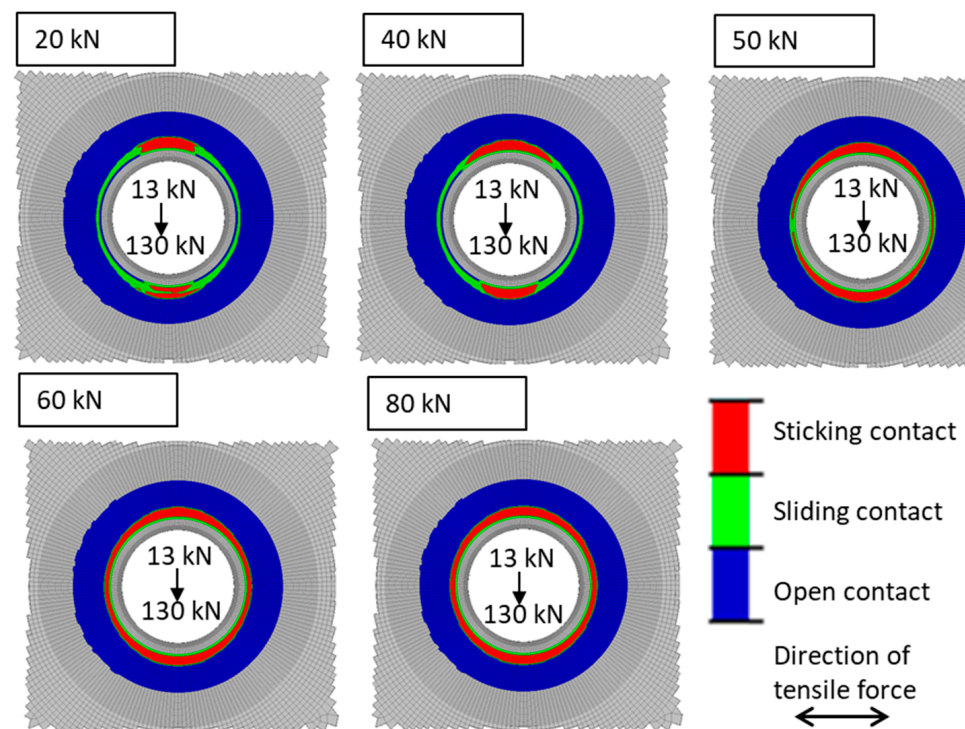 20 kN
40 kN
50 kN
13 kN
130 kN
13 kN
130 kN
13 kN
130 kN
60 kN
80 kN
13 kN
130 kN
13 kN
130 kN
Sticking contact
Sliding contact
Open contact
Direction of
tensile force